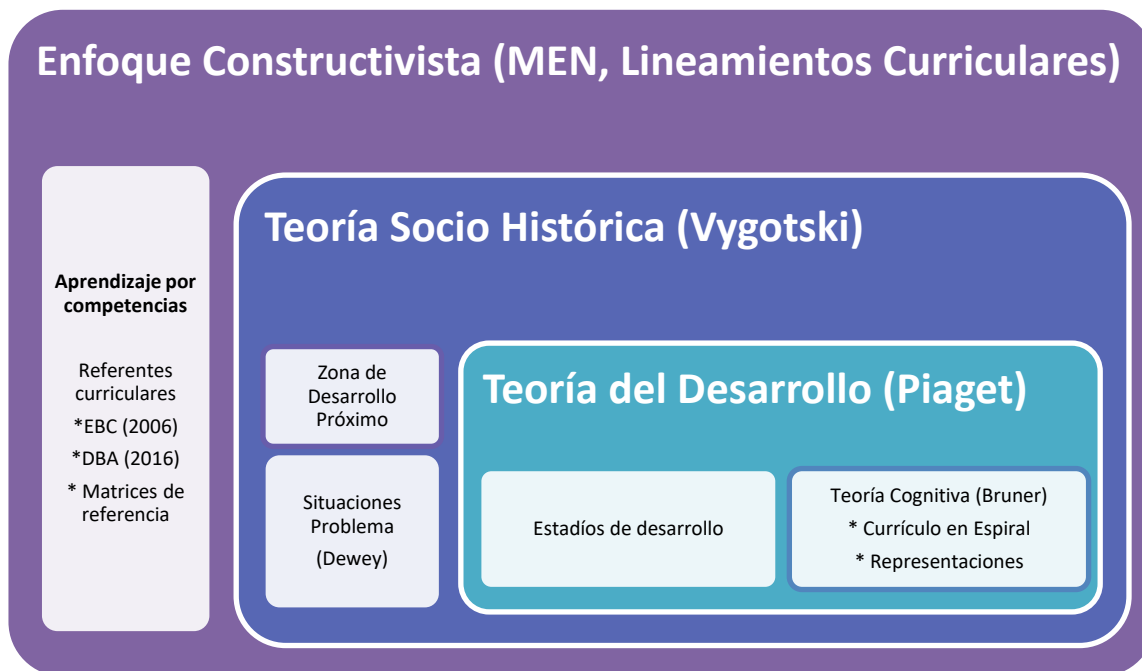 Enfoque Constructivista (MEN, Lineamientos Curriculares)
Aprendizaje por
competencias
Referentes
curriculares
*EBC (2006)
*DBA (2016)
* Matrices de
referencia
Teoría Socio Histórica (Vygotski)
Zona de
Desarrollo
Próximo
Situaciones
Problema
(Dewey)
Teoría del Desarrollo (Piaget)
Estadíos de desarrollo
Teoría Cognitiva (Bruner)
* Currículo en Espiral
* Representaciones